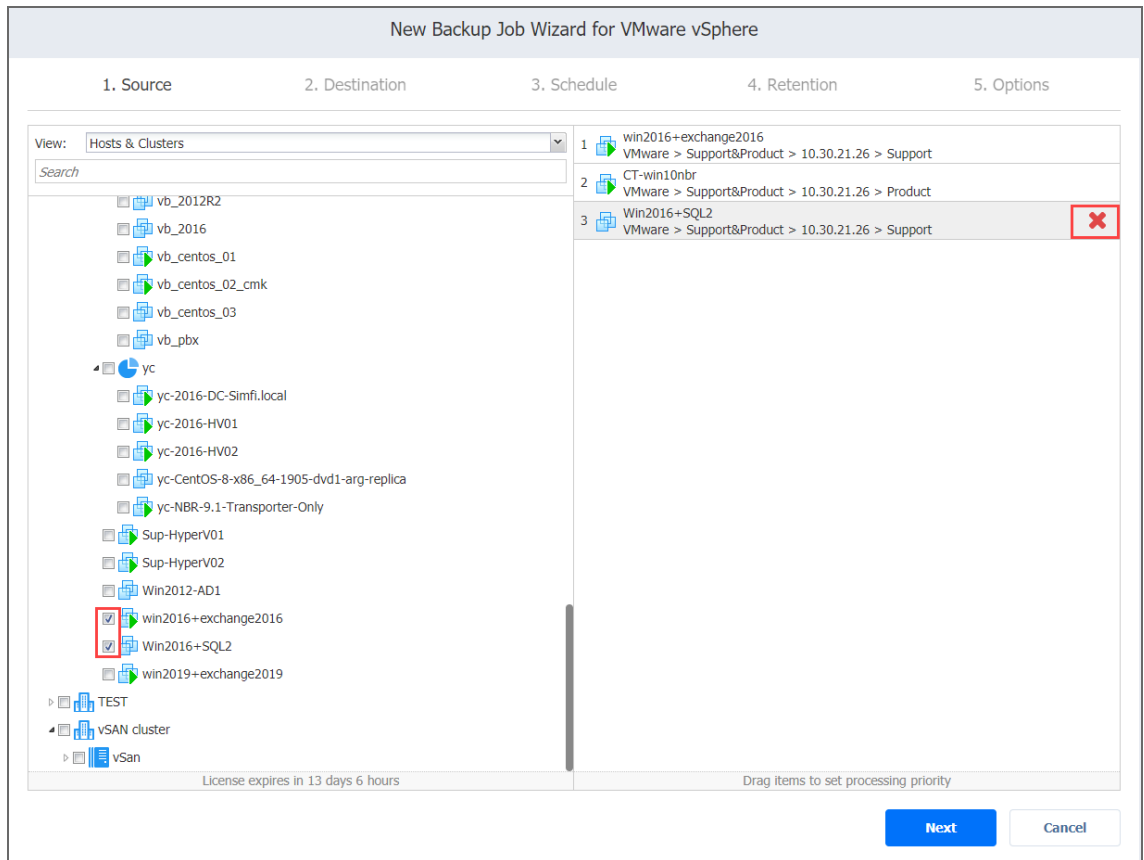 New Backup Job Wizard for VMware vSphere
1. Source
2. Destination
3. Schedule
4. Retention
5. Options
View:
Hosts & Clusters
Search
vb_2012R2
vb_2016
vb_centos_01
vb_centos_02_cmk
vb_centos_03
vb_pbx
yc
yc-2016-DC-Simfi.local
yc-2016-HV01
yc-2016-HV02
yc-CentOS-8-x86_64-1905-dvd1-arg-replica
yc-NBR-9.1-Transporter-Only
Sup-HyperV01
Sup-HyperV02
Win2012-AD1
win2016+exchange2016
Win2016+SQL2
win2019+exchange2019
TEST
vSAN cluster
vSan
License expires in 13 days 6 hours
1 win2016+exchange2016
VMware > Support&Product > 10.30.21.26 > Support
2 CT-win10nbr
VMware > Support&Product > 10.30.21.26 > Product
3 Win2016+SQL2
VMware > Support&Product > 10.30.21.26 > Support
Drag items to set processing priority
Next
Cancel